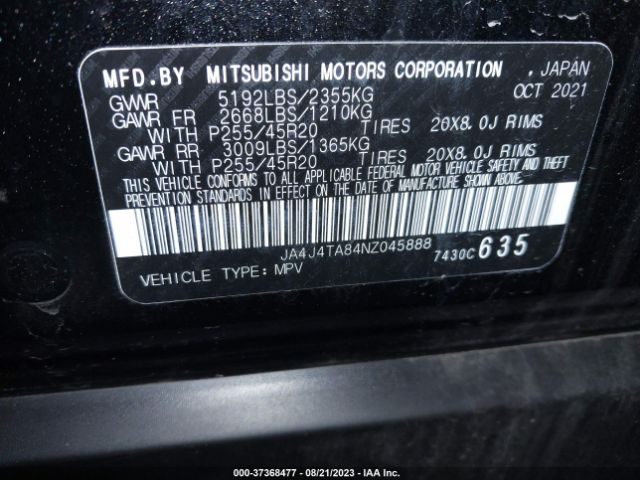 MFD.BY MITSUBISHI MOTORS CORPORATION . JAPAN
GVWR 5192LBS/2355KG OCT 2021
GAWR FR 2668LBS/1210KG
WITH P255/45R20 TIRES 20X8.0J RIMS
GAWR RR 3009LBS/1365KG
WITH P255/45R20 TIRES 20X8.0J RIMS
THIS VEHICLE CONFORMS TO ALL APPLICABLE FEDERAL MOTOR VEHICLE SAFETY AND THEFT
PREVENTION STANDARDS IN EFFECT ON THE DATE OF MANUFACTURE SHOWN ABOVE.
JA4J4TA84NZ045888 7430C 635
VEHICLE TYPE: MPV
000-37368477 - 08/21/2023 - IAAI.COM